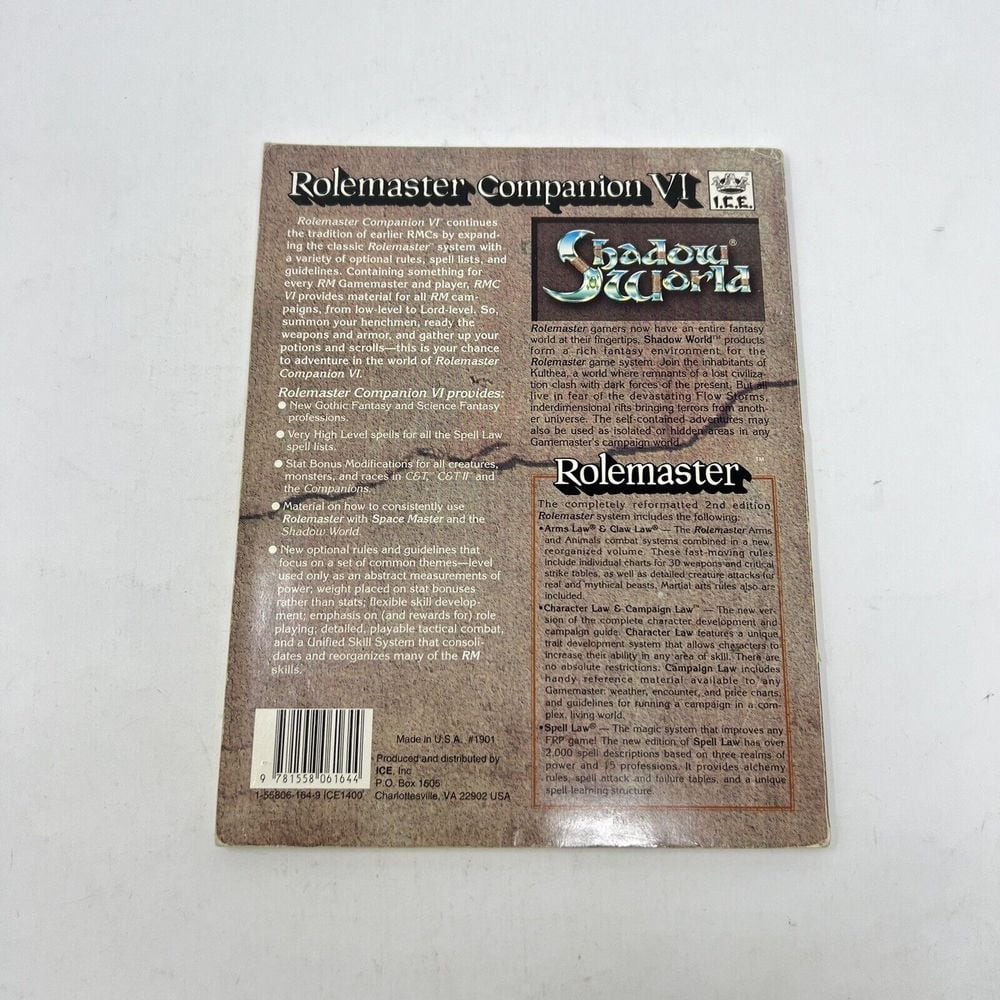 Rolemaster Companion VI
I.C.E.
Rolemaster Companion VI™ continues
the tradition of earlier RMCs by expand-
ing the classic Rolemaster™ system with
a variety of optional rules, spell lists, and
guidelines. Containing something for
every RM Gamemaster and player, RMC
VI provides material for all RM cam-
paigns, from low-level to Lord-level. So,
summon your henchmen, ready the
weapons and armor, and gather up your
potions and scrolls—this is your chance
to adventure in the world of Rolemaster
Companion VI.
Rolemaster Companion VI provides:
● New Gothic Fantasy and Science Fantasy
professions.
● Very High Level spells for all the Spell Law
spell lists.
● Stat Bonus Modifications for all creatures,
monsters, and races in C&T,™ C&T II™ and
the Companions.
● Material on how to consistently use
Rolemaster with Space Master and the
Shadow World.
● New optional rules and guidelines that
focus on a set of common themes—level
used only as an abstract measurements of
power; weight placed on stat bonuses
rather than stats; flexible skill develop-
ment; emphasis on (and rewards for) role
playing; detailed, playable tactical combat,
and a Unified Skill System that consoli-
dates and reorganizes many of the RM
skills.
9 781558 061644
1-55806-164-9 ICE1400
Made in U.S.A. #1901
Produced and distributed by
ICE, Inc
P.O. Box 1605
Charlottesville, VA 22902 USA
Shadow®
World
Rolemaster gamers now have an entire fantasy
world at their fingertips. Shadow World™ products
form a rich fantasy environment for the
Rolemaster game system. Join the inhabitants of
Kulthea, a world where remnants of a lost civiliza-
tion clash with dark forces of the present. But all
live in fear of the devastating Flow Storms,
interdimensional rifts bringing terrors from anoth-
er universe. The self-contained adventures may
also be used as isolated or hidden areas in any
Gamemaster's campaign world.
Rolemaster™
The completely reformatted 2nd edition
Rolemaster system includes the following:
•Arms Law® & Claw Law® — The Rolemaster Arms
and Animals combat systems combined in a new,
reorganized volume. These fast-moving rules
include individual charts for 30 weapons and critical
strike tables, as well as detailed creature attacks for
real and mythical beasts. Martial arts rules also are
included.
•Character Law & Campaign Law™ — The new ver-
sion of the complete character development and
campaign guide. Character Law features a unique
trait development system that allows characters to
increase their ability in any area of skill. There are
no absolute restrictions. Campaign Law includes
handy reference material available to any
Gamemaster: weather, encounter, and price charts,
and guidelines for running a campaign in a com-
plex, living world.
•Spell Law® — The magic system that improves any
FRP game! The new edition of Spell Law has over
2,000 spell descriptions based on three realms of
power and 15 professions. It provides alchemy
rules, spell attack and failure tables, and a unique
spell-learning structure.